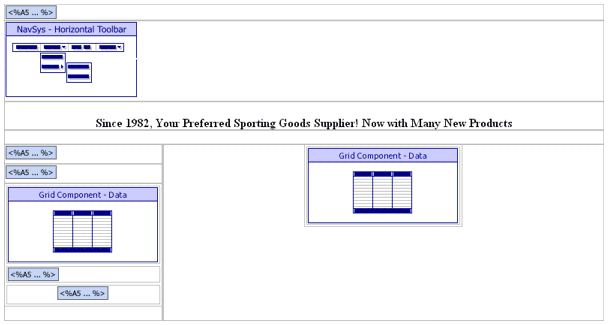 <%A5 ... %>
NavSys - Horizontal Toolbar
Since 1982, Your Preferred Sporting Goods Supplier! Now with Many New Products
<%A5 ... %>
<%A5 ... %>
Grid Component - Data
Grid Component - Data
<%A5 ... %>
<%A5 ... %>